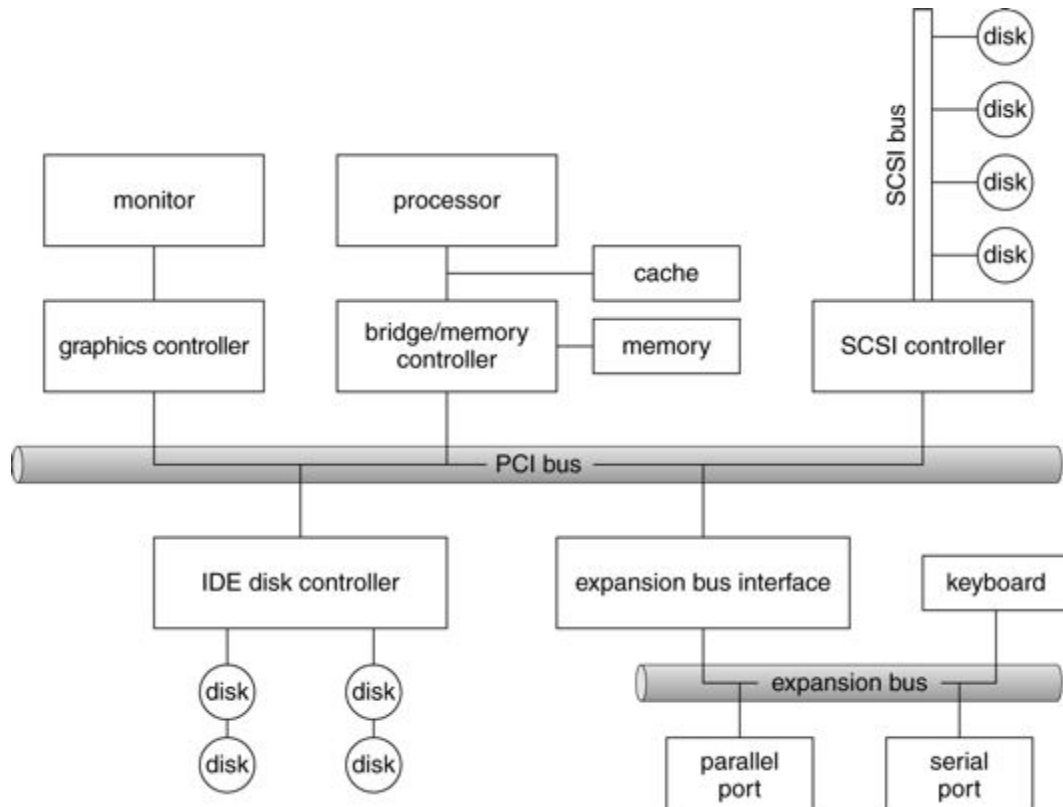 disk
disk
SCSI bus
disk
disk
monitor
processor
cache
graphics controller
bridge/memory
controller
memory
SCSI controller
PCI bus
IDE disk controller
expansion bus interface
keyboard
disk
disk
expansion bus
disk
disk
parallel
port
serial
port